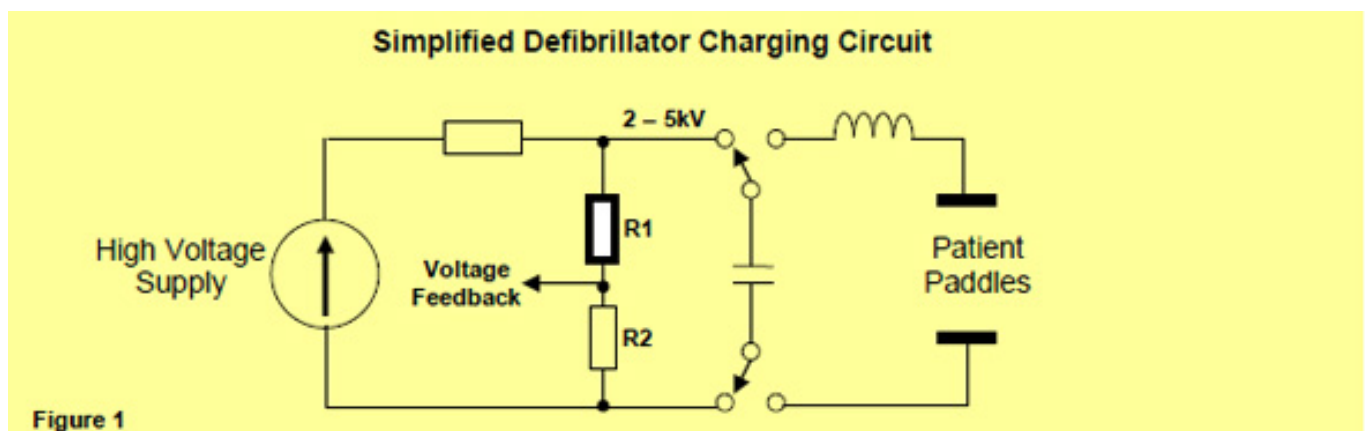 Simplified Defibrillator Charging Circuit
2 – 5kV
R1
High Voltage
Supply
Voltage
Feedback
Patient
Paddles
R2
Figure 1